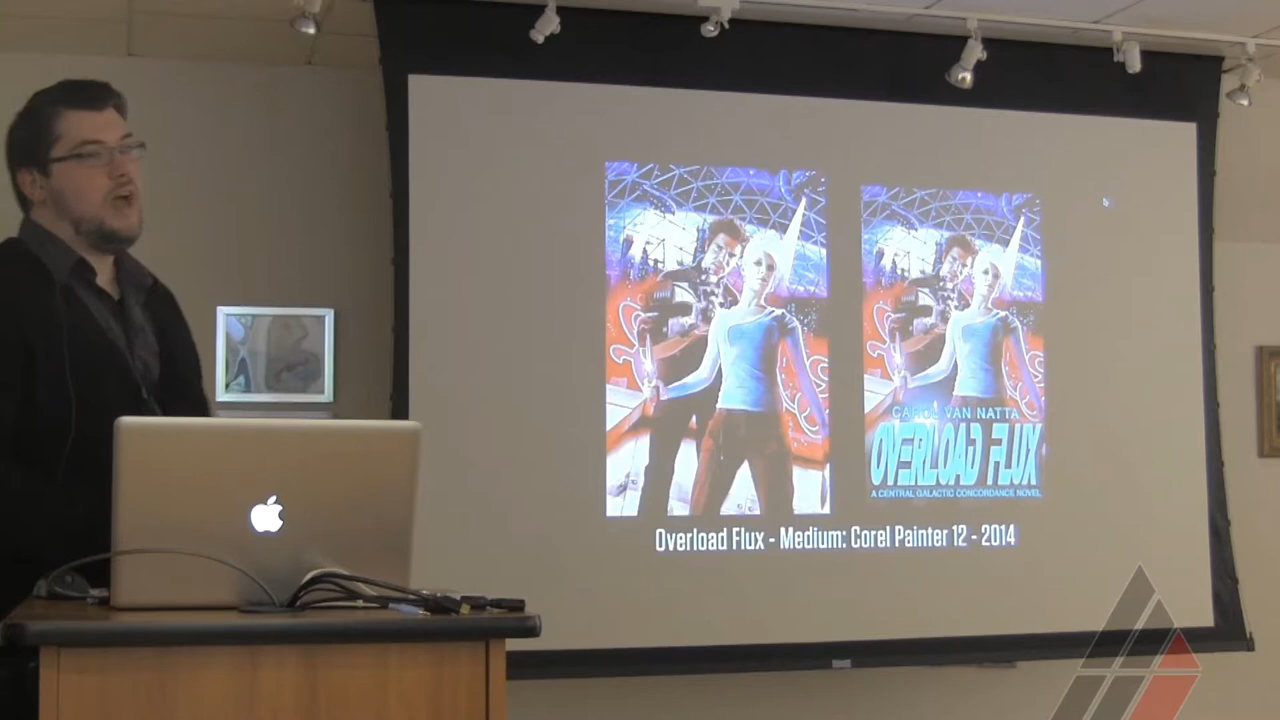 CAROL VAN NATTA
OVERLOAD FLUX
A CENTRAL GALACTIC CONCORDANCE NOVEL
Overload Flux - Medium: Corel Painter 12 - 2014